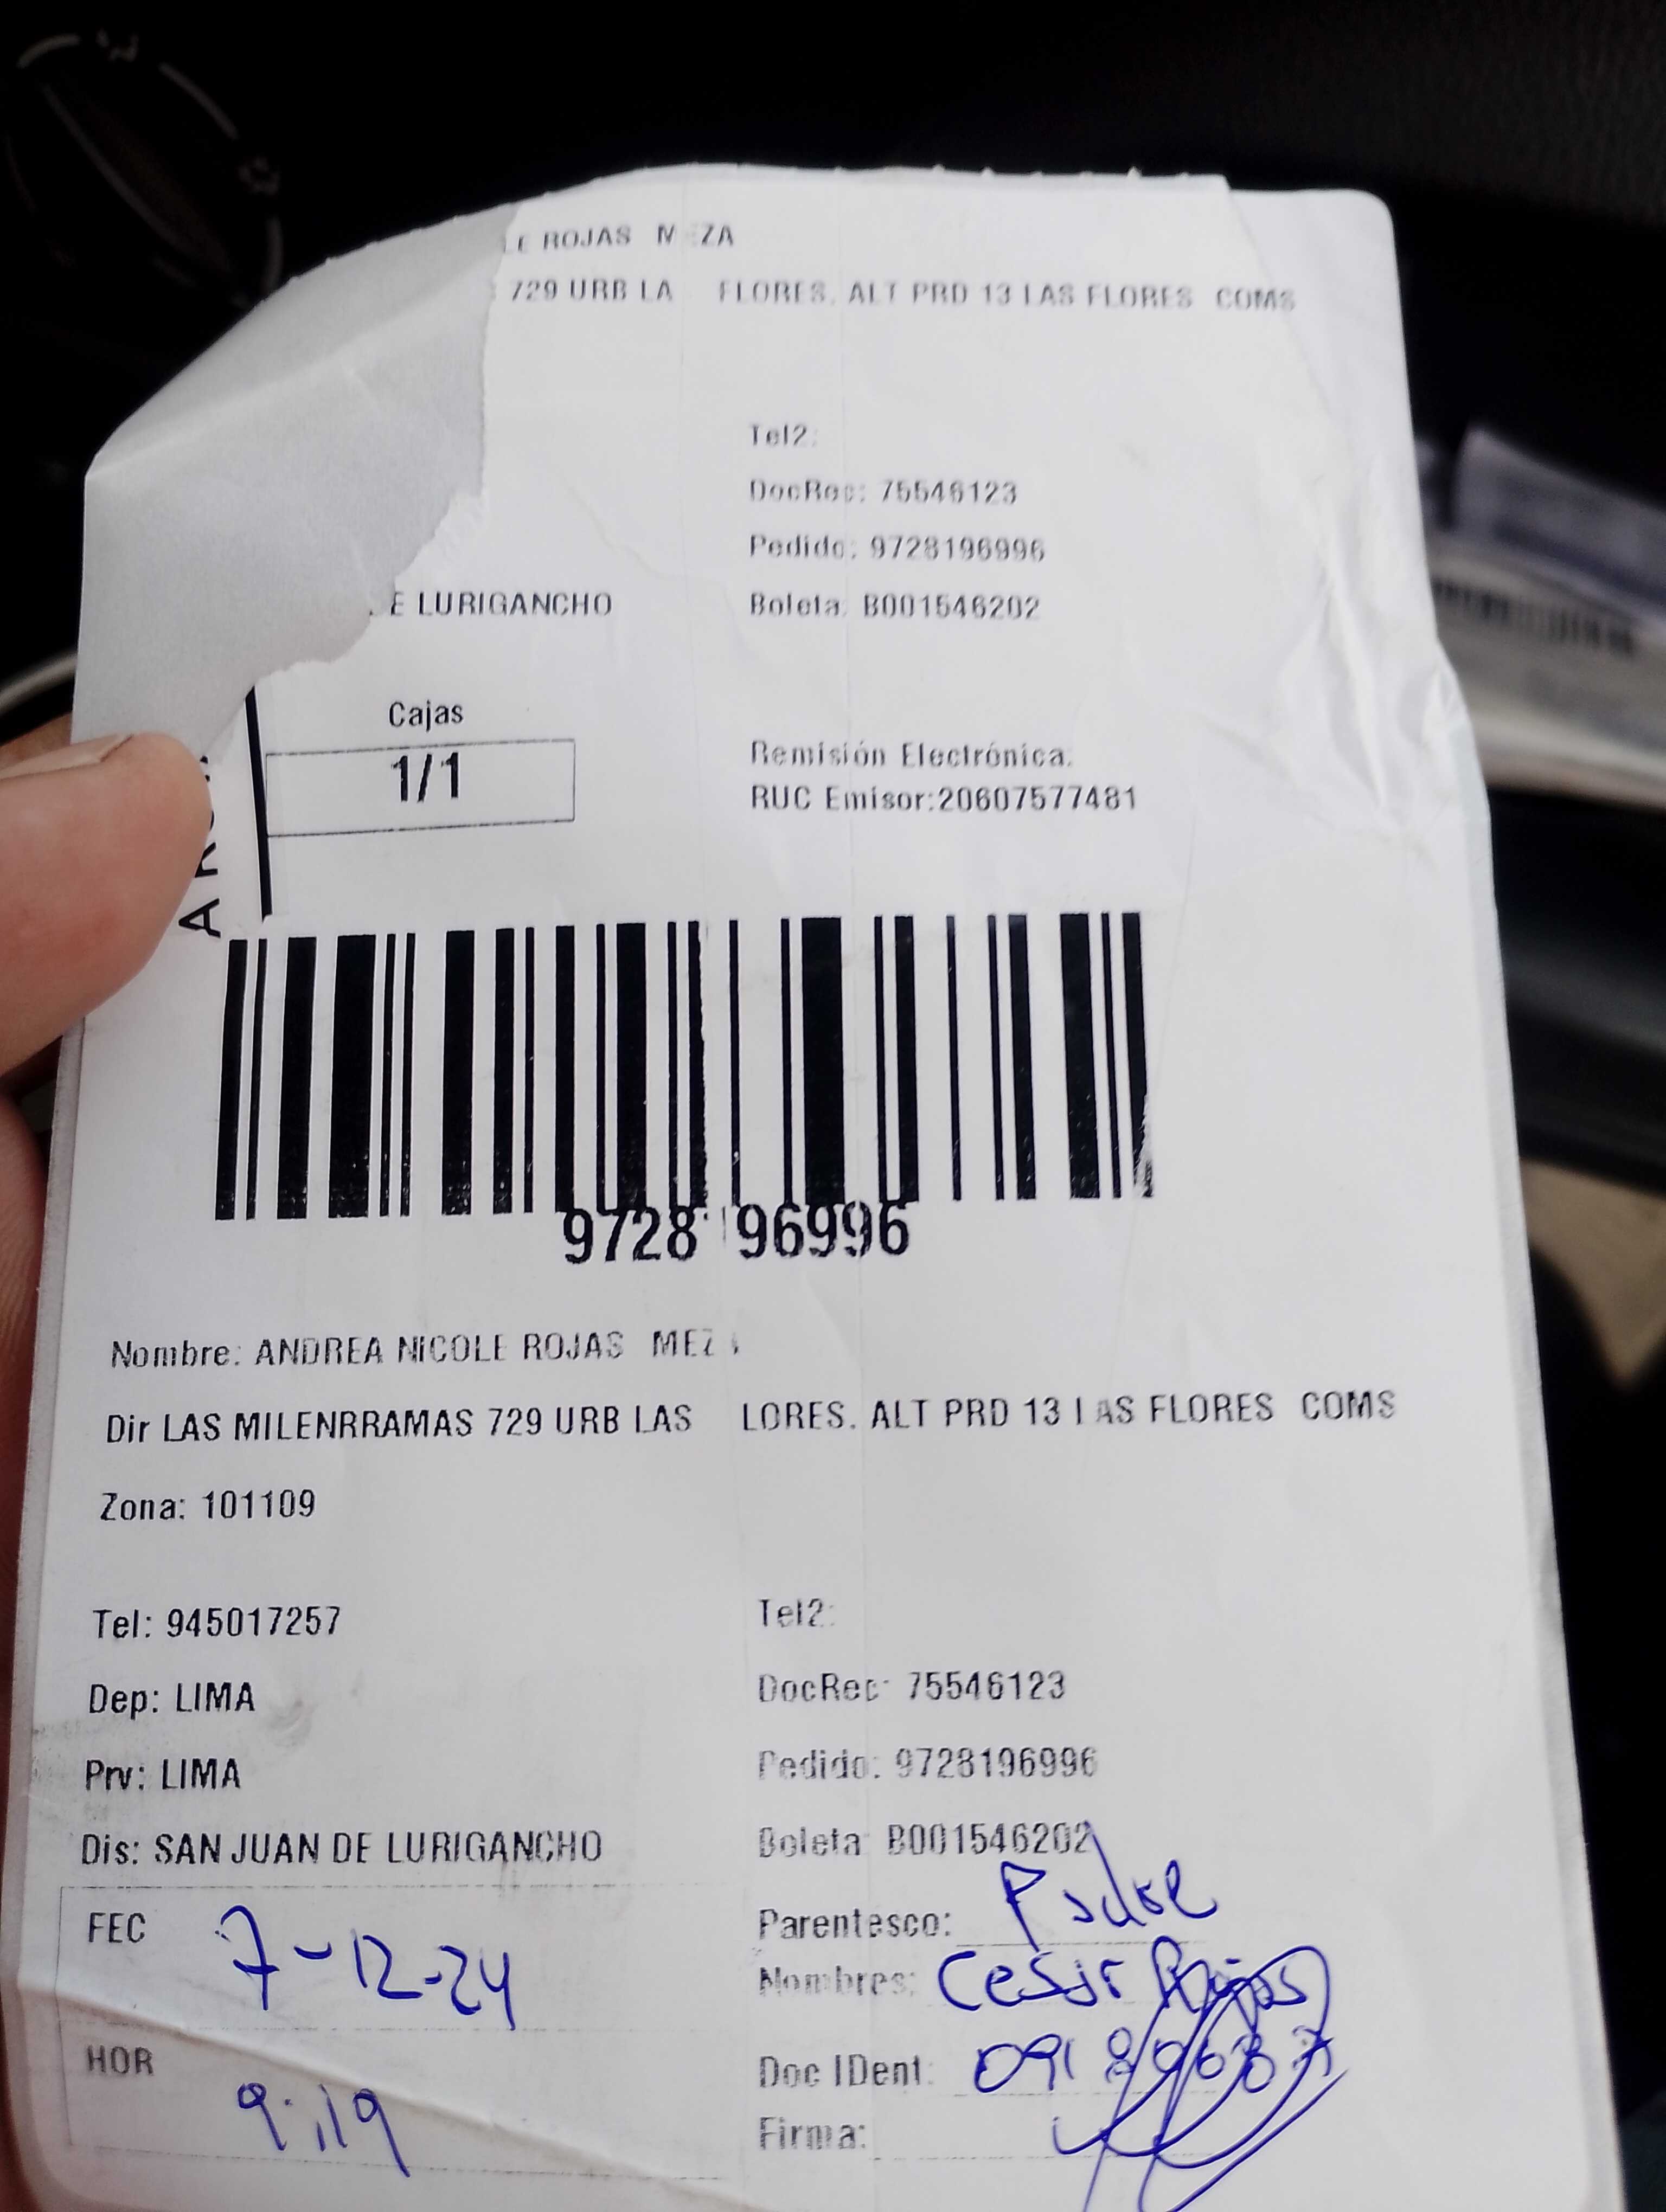 LE ROJAS MEZA
729 URB LA FLORES. ALT PRD 13 LAS FLORES COMS
Tel2:
DocRec: 75546123
Pedido: 9728196996
E LURIGANCHO Boleta: B001546202
Cajas
1/1
Remisión Electrónica.
RUC Emisor:20607577481
9728196996
Nombre: ANDREA NICOLE ROJAS MEZ
Dir LAS MILENRRAMAS 729 URB LAS LORES. ALT PRD 13 LAS FLORES COMS
Zona: 101109
Tel: 945017257 Tel2:
Dep: LIMA DocRec: 75546123
Prv: LIMA Pedido: 9728196996
Dis: SAN JUAN DE LURIGANCHO Boleta: B001546202
FEC 7-12-24 Parentesco: Padre
Nombres: Cesar Rojas
HOR 9:19 Doc IDent:
Firma: